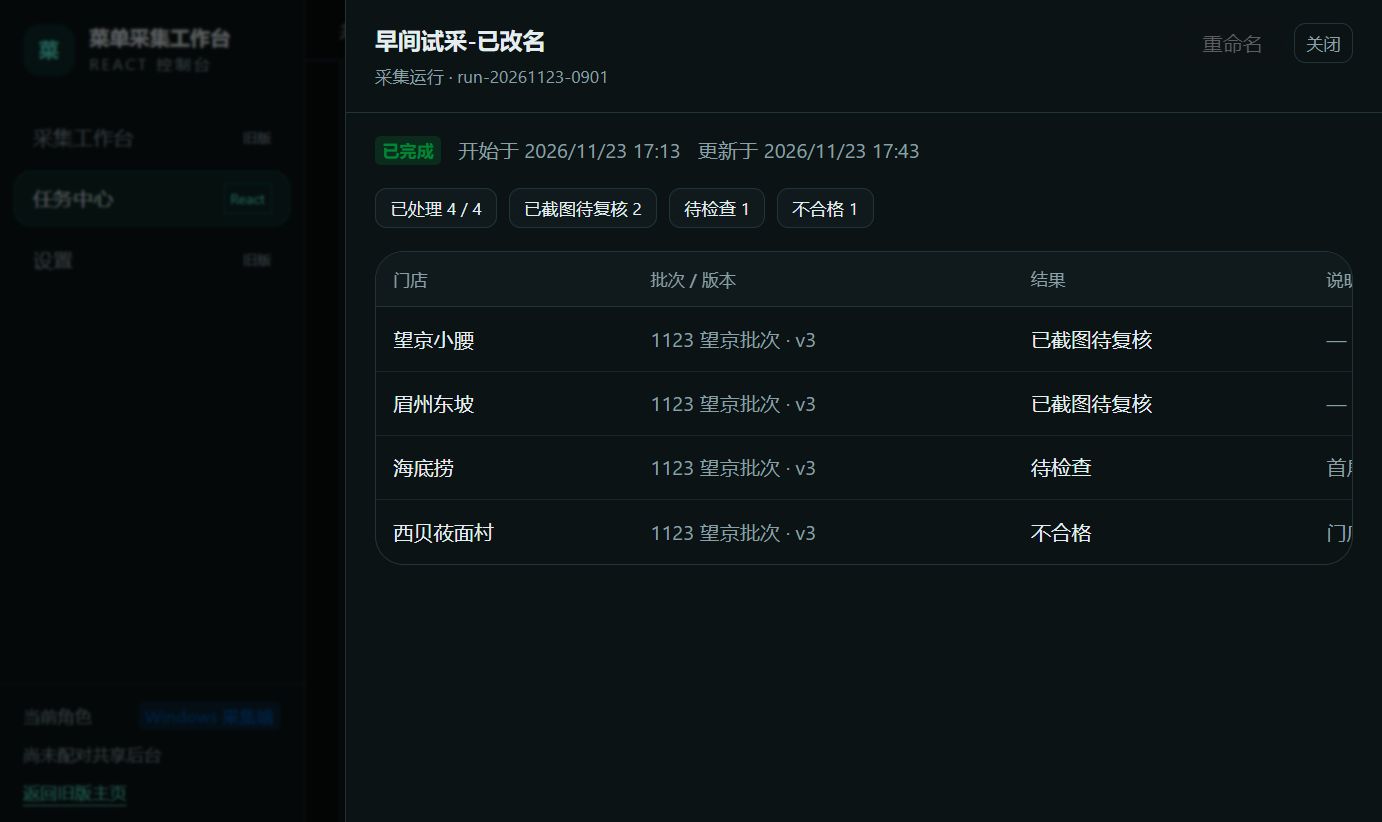 菜
菜单采集工作台
REACT 控制台
采集工作台 旧版
任务中心 React
设置 旧版
当前角色 Windows 采集端
尚未配对共享后台
返回旧版主页
早间试采-已改名
重命名 关闭
采集运行 · run-20261123-0901
已完成 开始于 2026/11/23 17:13 更新于 2026/11/23 17:43
已处理 4 / 4 已截图待复核 2 待检查 1 不合格 1
门店 批次 / 版本 结果 说明
望京小腰 1123 望京批次 · v3 已截图待复核 —
眉州东坡 1123 望京批次 · v3 已截图待复核 —
海底捞 1123 望京批次 · v3 待检查 首
西贝莜面村 1123 望京批次 · v3 不合格 门